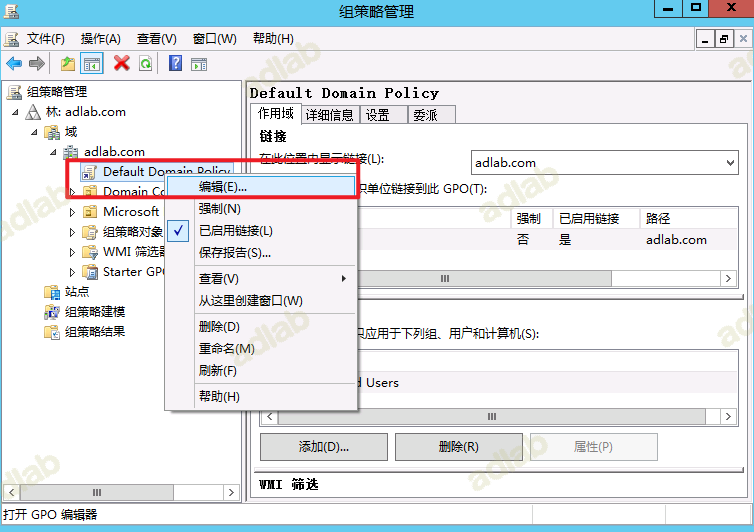 组策略管理
文件(F) 操作(A) 查看(V) 窗口(W) 帮助(H)
组策略管理
林: adlab.com
域
adlab.com
Default Domain Policy
Domain Co
Microsoft
组策略对象
WMI 筛选器
Starter GPO
站点
组策略建模
组策略结果
编辑(E)...
强制(N)
已启用链接(L)
保存报告(S)...
查看(V)
从这里创建窗口(W)
删除(D)
重命名(M)
刷新(F)
帮助(H)
Default Domain Policy
作用域 详细信息 设置 委派
链接
在此位置内显示链接(L): adlab.com
织单位链接到此 GPO(T):
强制 已启用链接 路径
否 是 adlab.com
只应用于下列组、用户和计算机(S):
d Users
添加(D)... 删除(R) 属性(P)
WMI 筛选
打开 GPO 编辑器
adlab
adlab
adlab
adlab
adlab
adlab
adlab